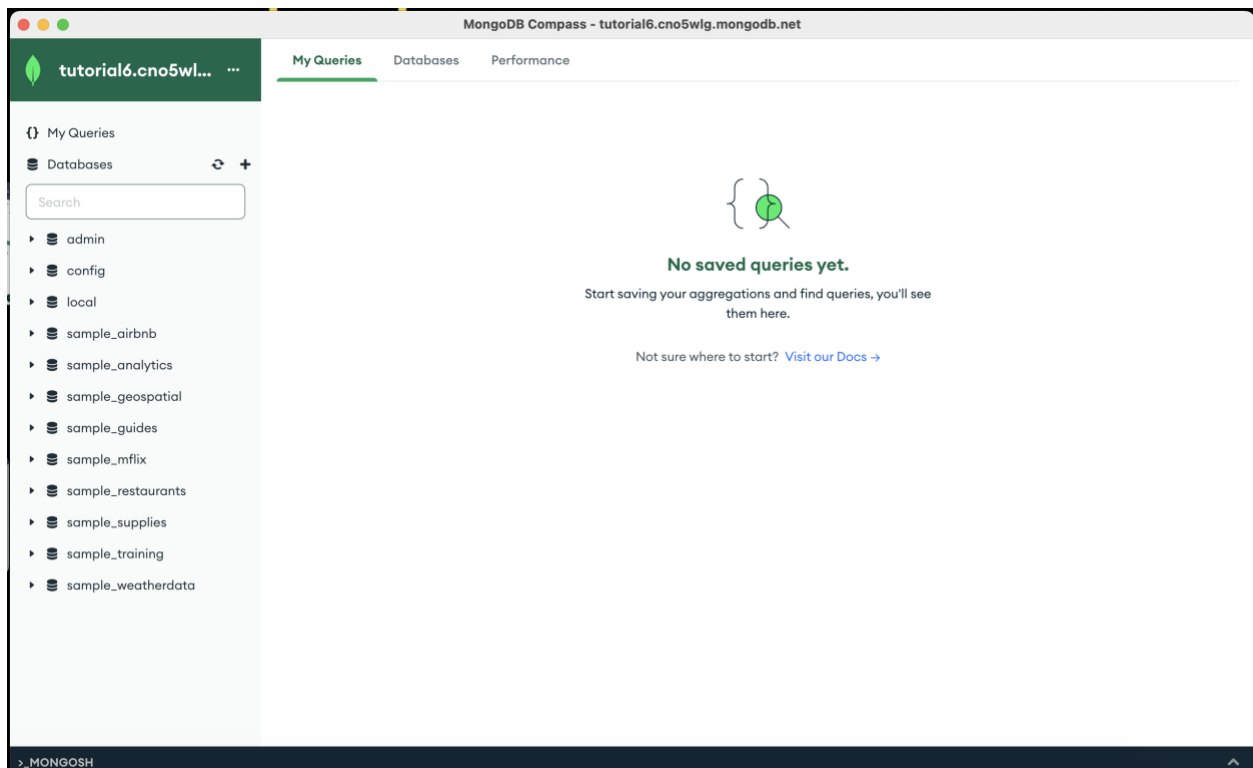 MongoDB Compass - tutorial6.cno5wlg.mongodb.net
tutorial6.cno5wl... ...
My Queries
Databases
Performance
{} My Queries
Databases
Search
admin
config
local
sample_airbnb
sample_analytics
sample_geospatial
sample_guides
sample_mflix
sample_restaurants
sample_supplies
sample_training
sample_weatherdata
No saved queries yet.
Start saving your aggregations and find queries, you'll see
them here.
Not sure where to start? Visit our Docs →
>_MONGOSH